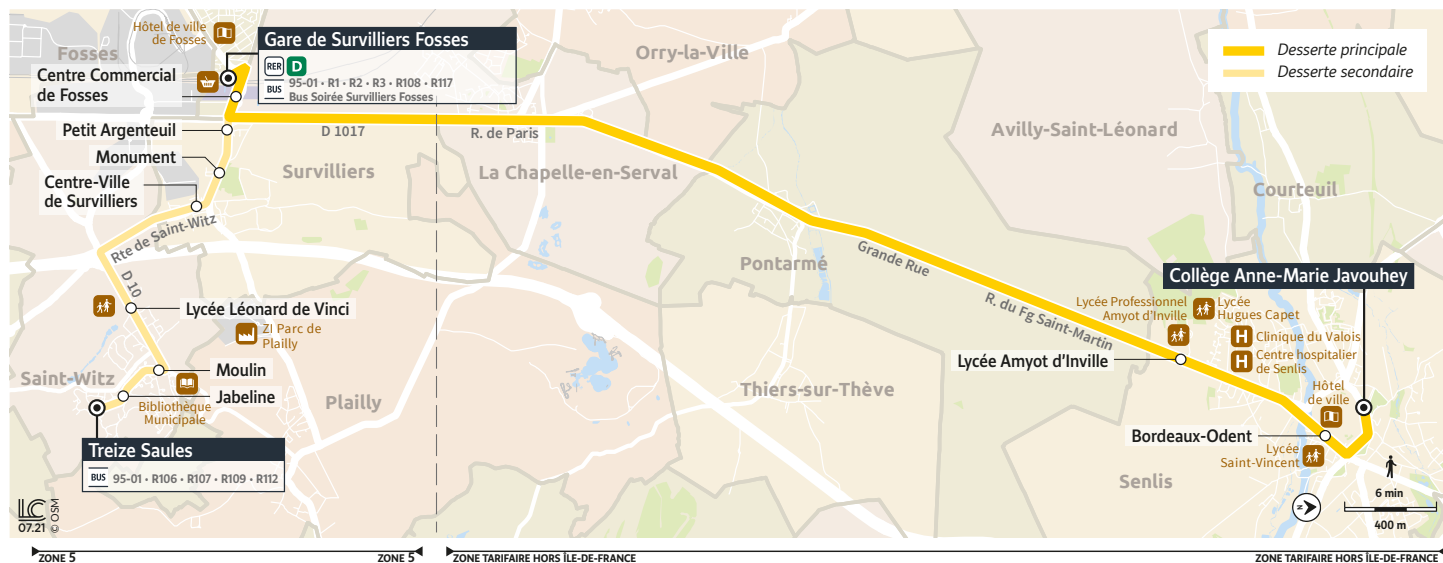 Hôtel de ville
de Fosses
Fosses
Gare de Survilliers Fosses
RER D
BUS
95-01 • R1 • R2 • R3 • R108 • R117
Bus Soirée Survilliers Fosses
Centre Commercial
de Fosses
Petit Argenteuil
Monument
Centre-Ville
de Survilliers
Survilliers
D 1017
R. de Paris
Orry-la-Ville
La Chapelle-en-Serval
Avilly-Saint-Léonard
Courteuil
Desserte principale
Desserte secondaire
Rte de Saint-Witz
D 10
Lycée Léonard de Vinci
ZI Parc de
Plailly
Saint-Witz
Moulin
Jabeline
Bibliothèque
Municipale
Plailly
Treize Saules
BUS
95-01 • R106 • R107 • R109 • R112
Pontarmé
Grande Rue
R. du Fg Saint-Martin
Thiers-sur-Thève
Collège Anne-Marie Javouhey
Lycée Professionnel
Amyot d'Inville
Lycée
Hugues Capet
H Clinique du Valois
H Centre hospitalier
de Senlis
Lycée Amyot d'Inville
Hôtel
de ville
Bordeaux-Odent
Lycée
Saint-Vincent
Senlis
N
6 min
400 m
LC
07.21
© OSM
ZONE 5
ZONE 5
ZONE TARIFAIRE HORS ÎLE-DE-FRANCE
ZONE TARIFAIRE HORS ÎLE-DE-FRANCE